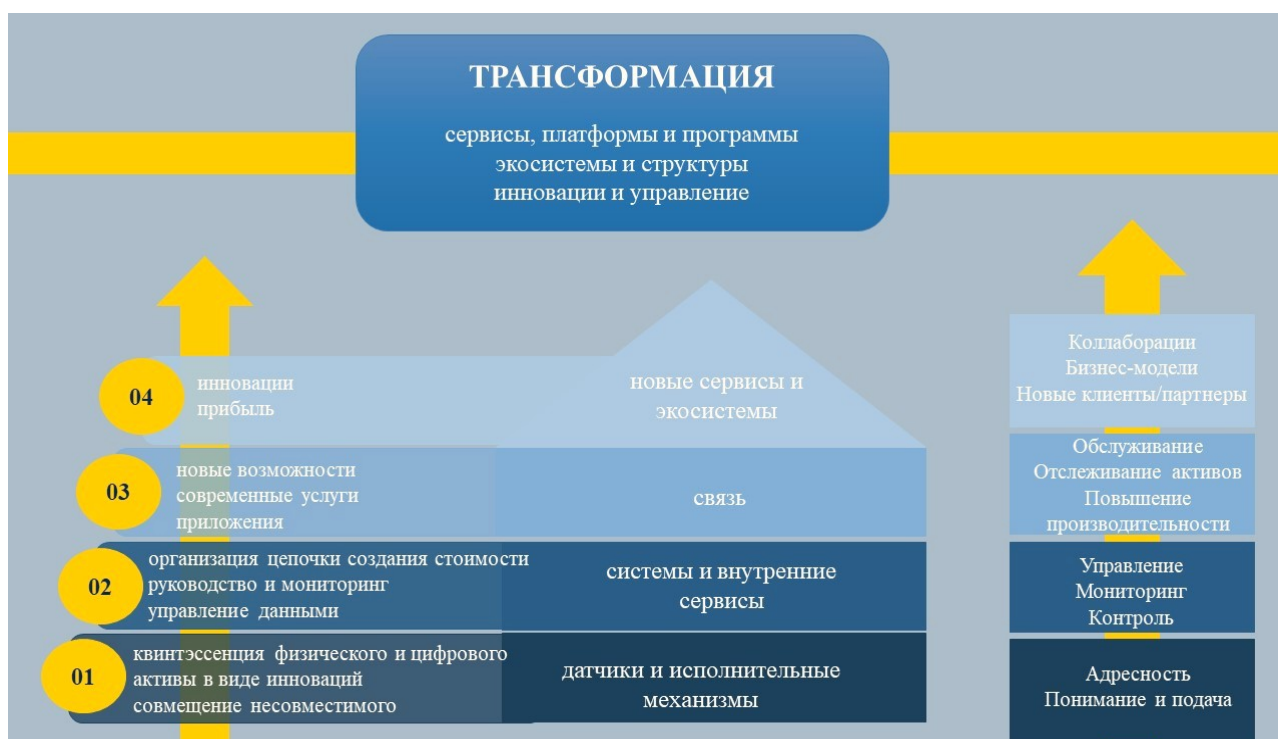 ТРАНСФОРМАЦИЯ
сервисы, платформы и программы
экосистемы и структуры
инновации и управление
04
инновации
прибыль
новые сервисы и
экосистемы
Коллаборации
Бизнес-модели
Новые клиенты/партнеры
03
новые возможности
современные услуги
приложения
связь
Обслуживание
Отслеживание активов
Повышение
производительности
02
организация цепочки создания стоимости
руководство и мониторинг
управление данными
системы и внутренние
сервисы
Управление
Мониторинг
Контроль
01
квинтэссенция физического и цифрового
активы в виде инноваций
совмещение несовместимого
датчики и исполнительные
механизмы
Адресность
Понимание и подача